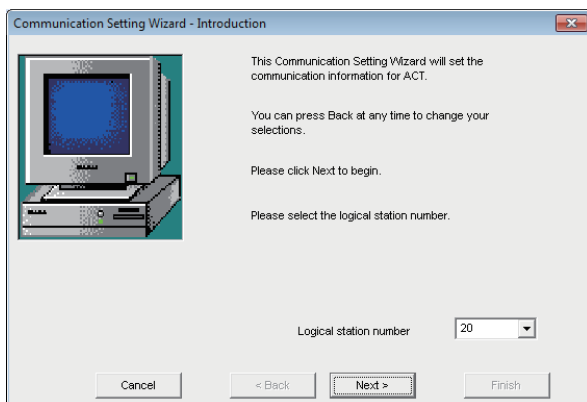 Communication Setting Wizard - Introduction
This Communication Setting Wizard will set the
communication information for ACT.
You can press Back at any time to change your
selections.
Please click Next to begin.
Please select the logical station number.
Logical station number
20
Cancel
< Back
Next >
Finish